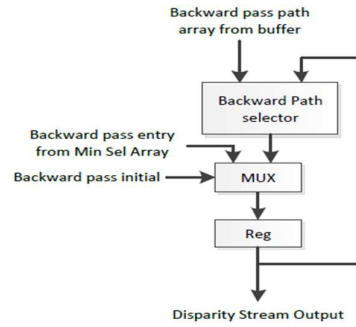 Backward pass path
array from buffer
Backward Path
selector
Backward pass entry
from Min Sel Array
Backward pass initial
MUX
Reg
Disparity Stream Output